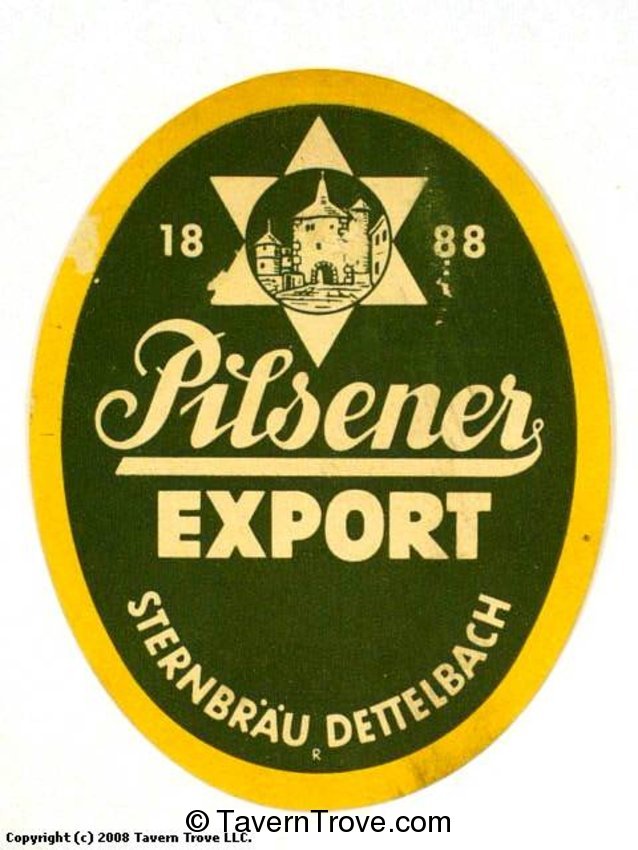 18 88
Pilsener
EXPORT
STERNBRÄU DETTELBACH
R
© TavernTrove.com
Copyright (c) 2008 Tavern Trove LLC.